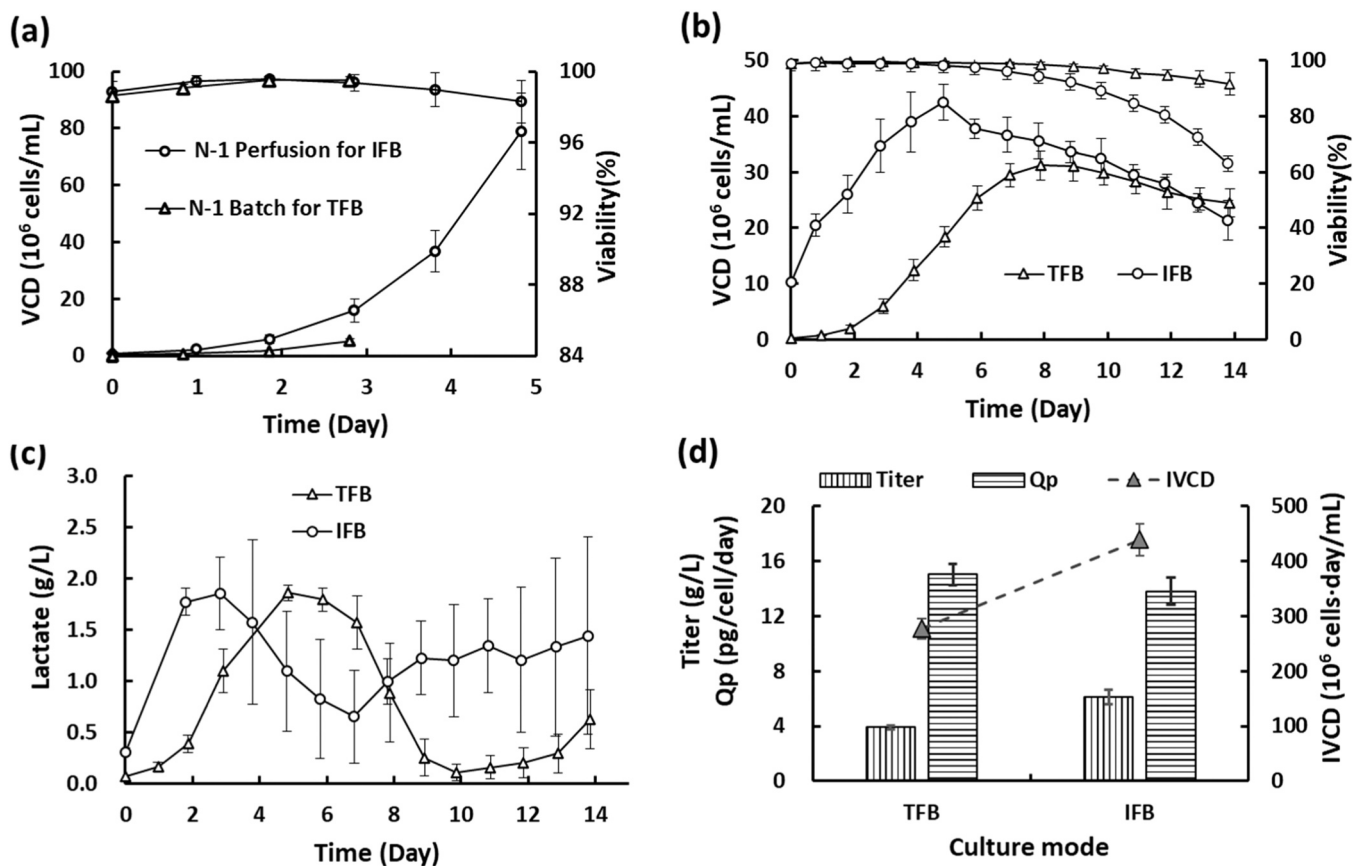 (a)
VCD (10⁶ cells/mL)
100
80
60
40
20
0
N-1 Perfusion for IFB
N-1 Batch for TFB
100
96
92
88
84
Viability(%)
0 1 2 3 4 5
Time (Day)
(b)
VCD (10⁶ cells/mL)
50
40
30
20
10
0
TFB IFB
100
80
60
40
20
0
Viability(%)
0 2 4 6 8 10 12 14
Time (Day)
(c)
Lactate (g/L)
3.0
2.5
2.0
1.5
1.0
0.5
0.0
TFB
IFB
0 2 4 6 8 10 12 14
Time (Day)
(d)
Titer Qp IVCD
Titer (g/L)
Qp (pg/cell/day)
20
16
12
8
4
0
500
400
300
200
100
0
IVCD (10⁶ cells·day/mL)
TFB IFB
Culture mode